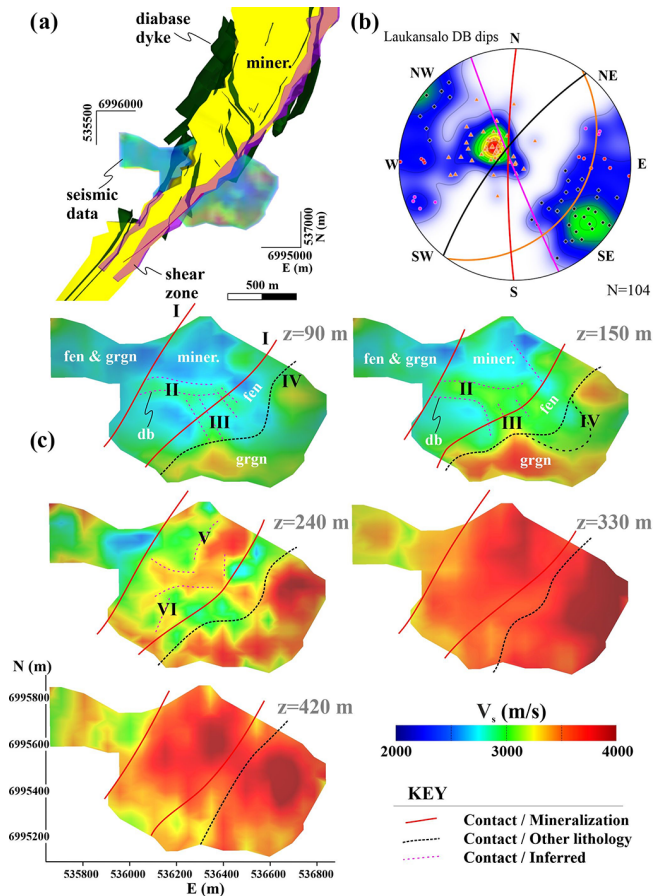 (a)
diabase
dyke
miner.
535500
6996000
seismic
data
537000
N (m)
6995000
E (m)
shear
zone
500 m
(b)
Laukansalo DB dips
N
NW
NE
W
E
SW
SE
S
N=104
I
z=90 m
fen & grgn
miner.
I
II
fen
IV
db
III
grgn
z=150 m
fen & grgn
miner.
II
fen
IV
db
III
grgn
(c)
z=240 m
V
VI
z=330 m
N (m)
6995800
6995600
6995400
6995200
z=420 m
535800
536000
536200
536400
536600
536800
E (m)
Vs (m/s)
2000
3000
4000
KEY
Contact / Mineralization
Contact / Other lithology
Contact / Inferred